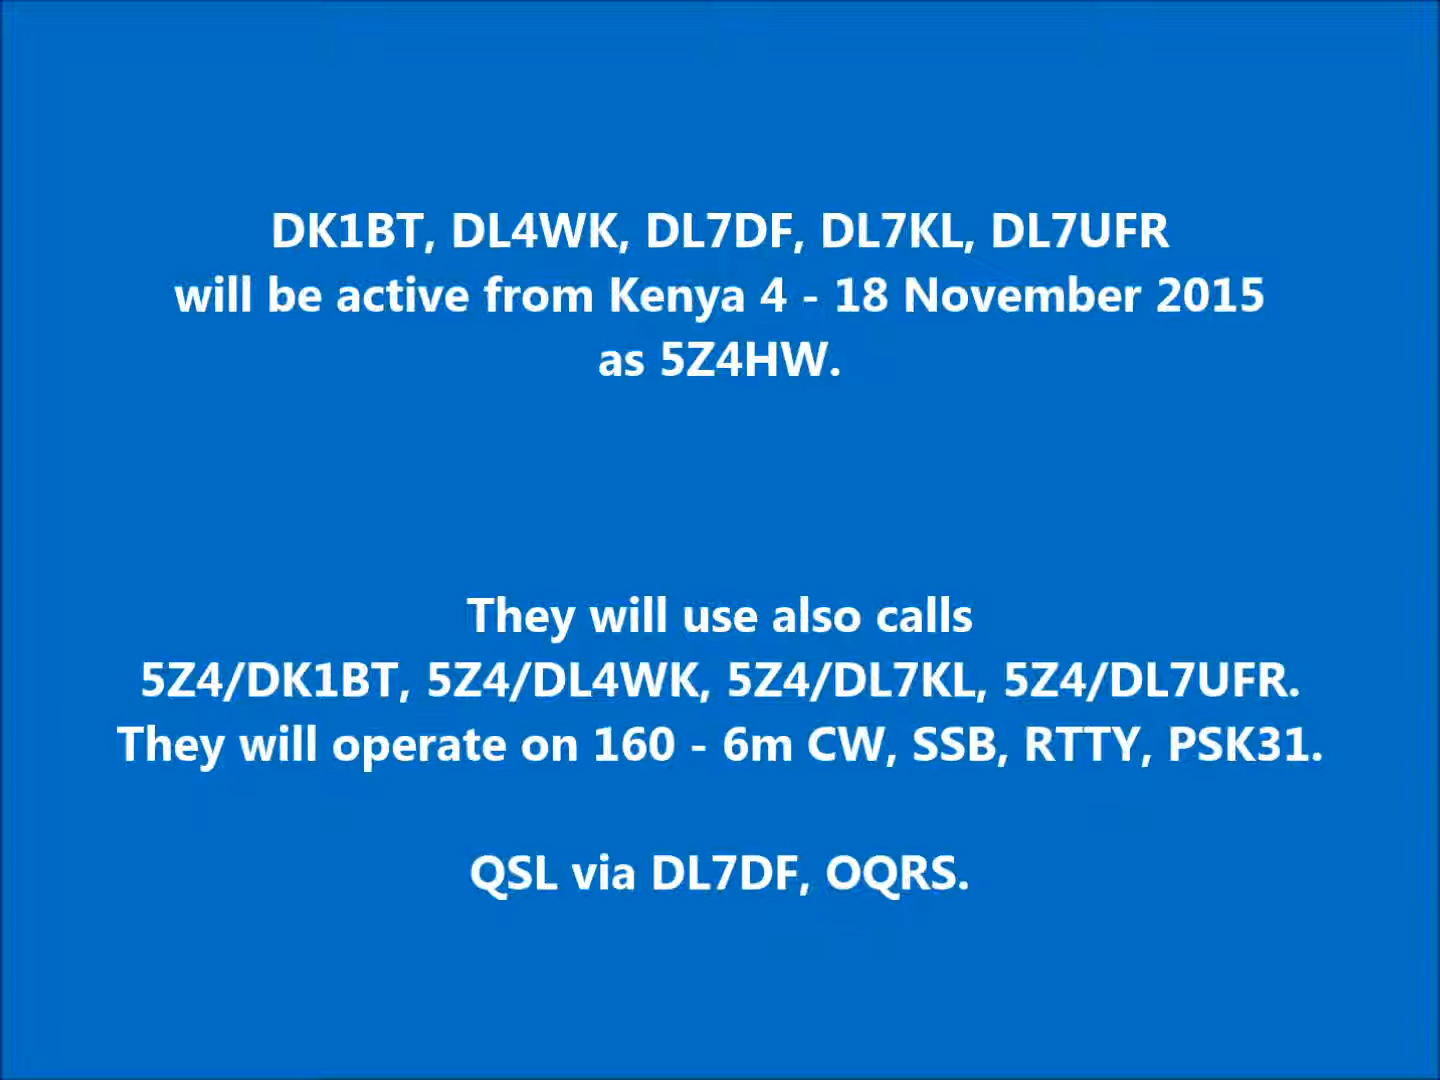 DK1BT, DL4WK, DL7DF, DL7KL, DL7UFR
will be active from Kenya 4 - 18 November 2015
as 5Z4HW.
They will use also calls
5Z4/DK1BT, 5Z4/DL4WK, 5Z4/DL7KL, 5Z4/DL7UFR.
They will operate on 160 - 6m CW, SSB, RTTY, PSK31.
QSL via DL7DF, OQRS.